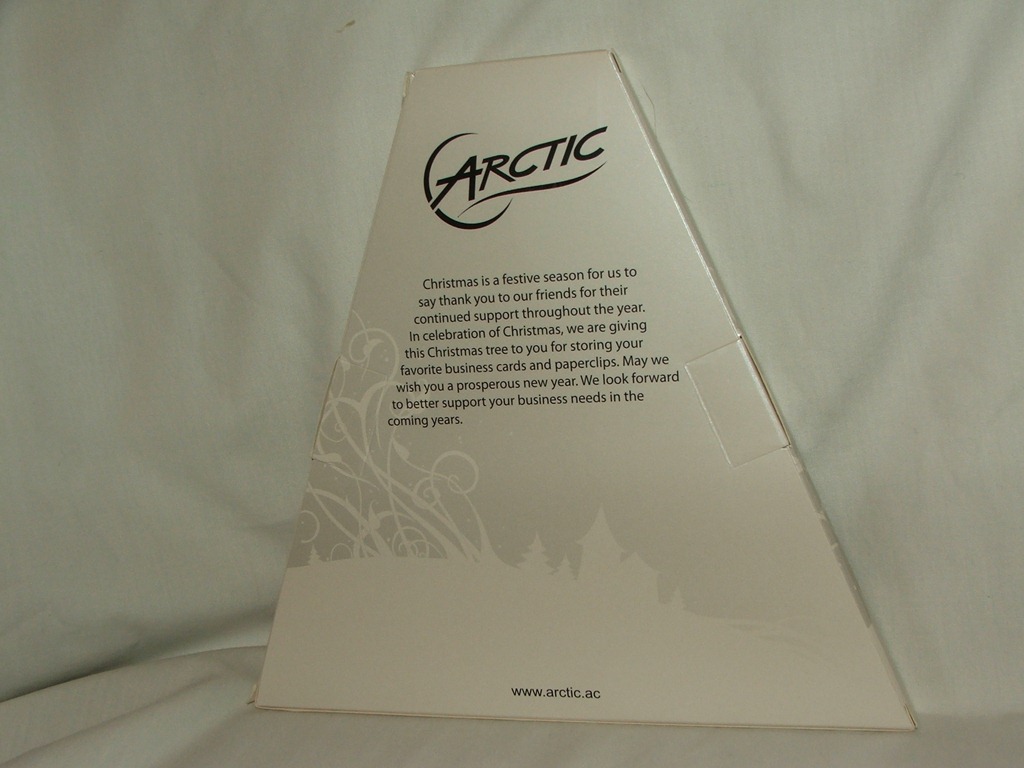 ARCTIC
Christmas is a festive season for us to
say thank you to our friends for their
continued support throughout the year.
In celebration of Christmas, we are giving
this Christmas tree to you for storing your
favorite business cards and paperclips. May we
wish you a prosperous new year. We look forward
to better support your business needs in the
coming years.
www.arctic.ac